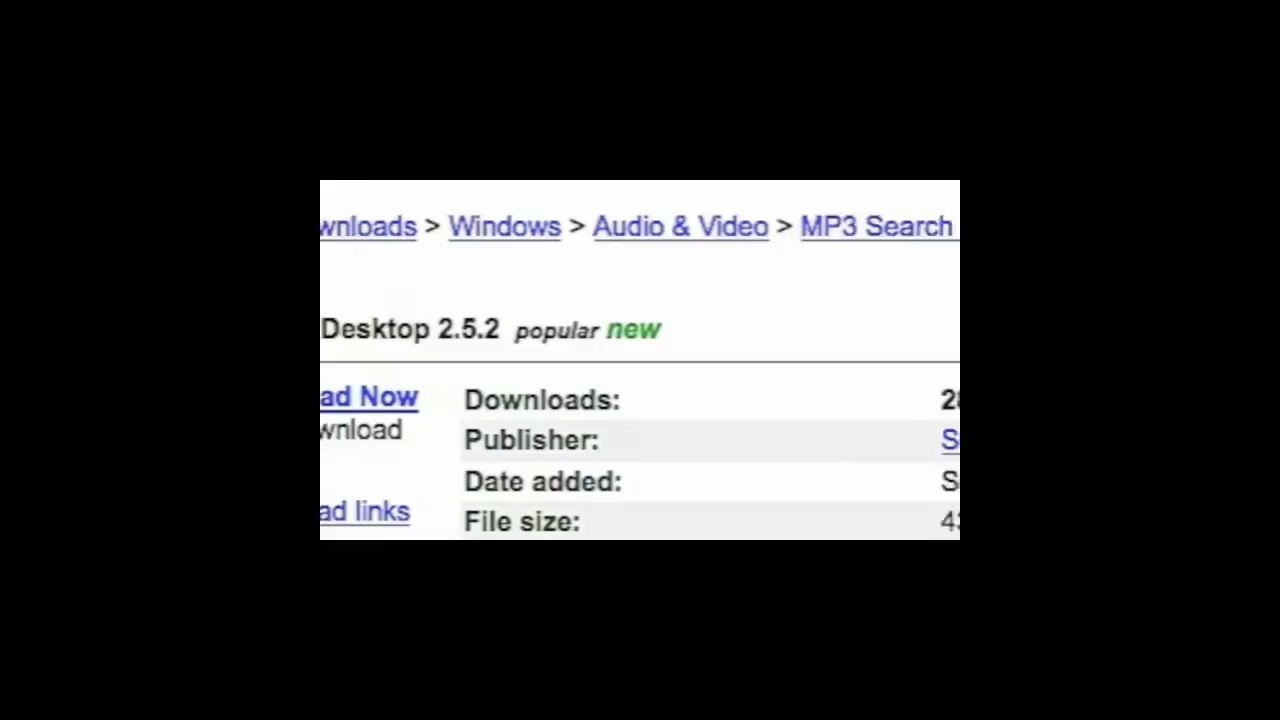 wnloads > Windows > Audio & Video > MP3 Search
Desktop 2.5.2 popular new
ad Now
Downloads: 
wnload
Publisher: S
Date added: S
ad links
File size: 43